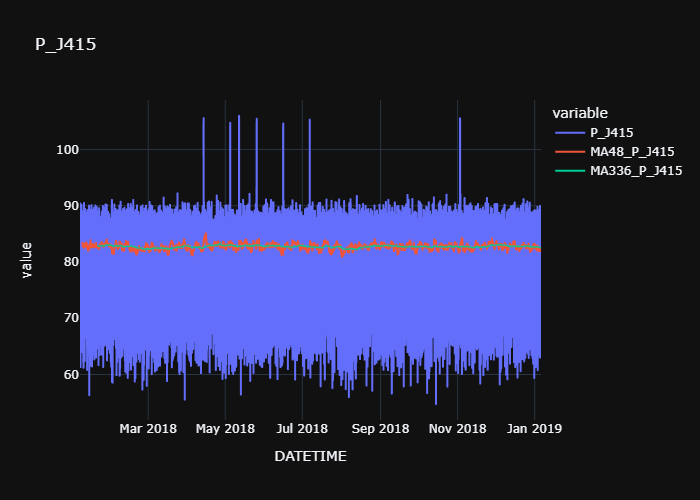 P_J415
variable
P_J415
MA48_P_J415
MA336_P_J415
value
100
90
80
70
60
Mar 2018
May 2018
Jul 2018
Sep 2018
Nov 2018
Jan 2019
DATETIME